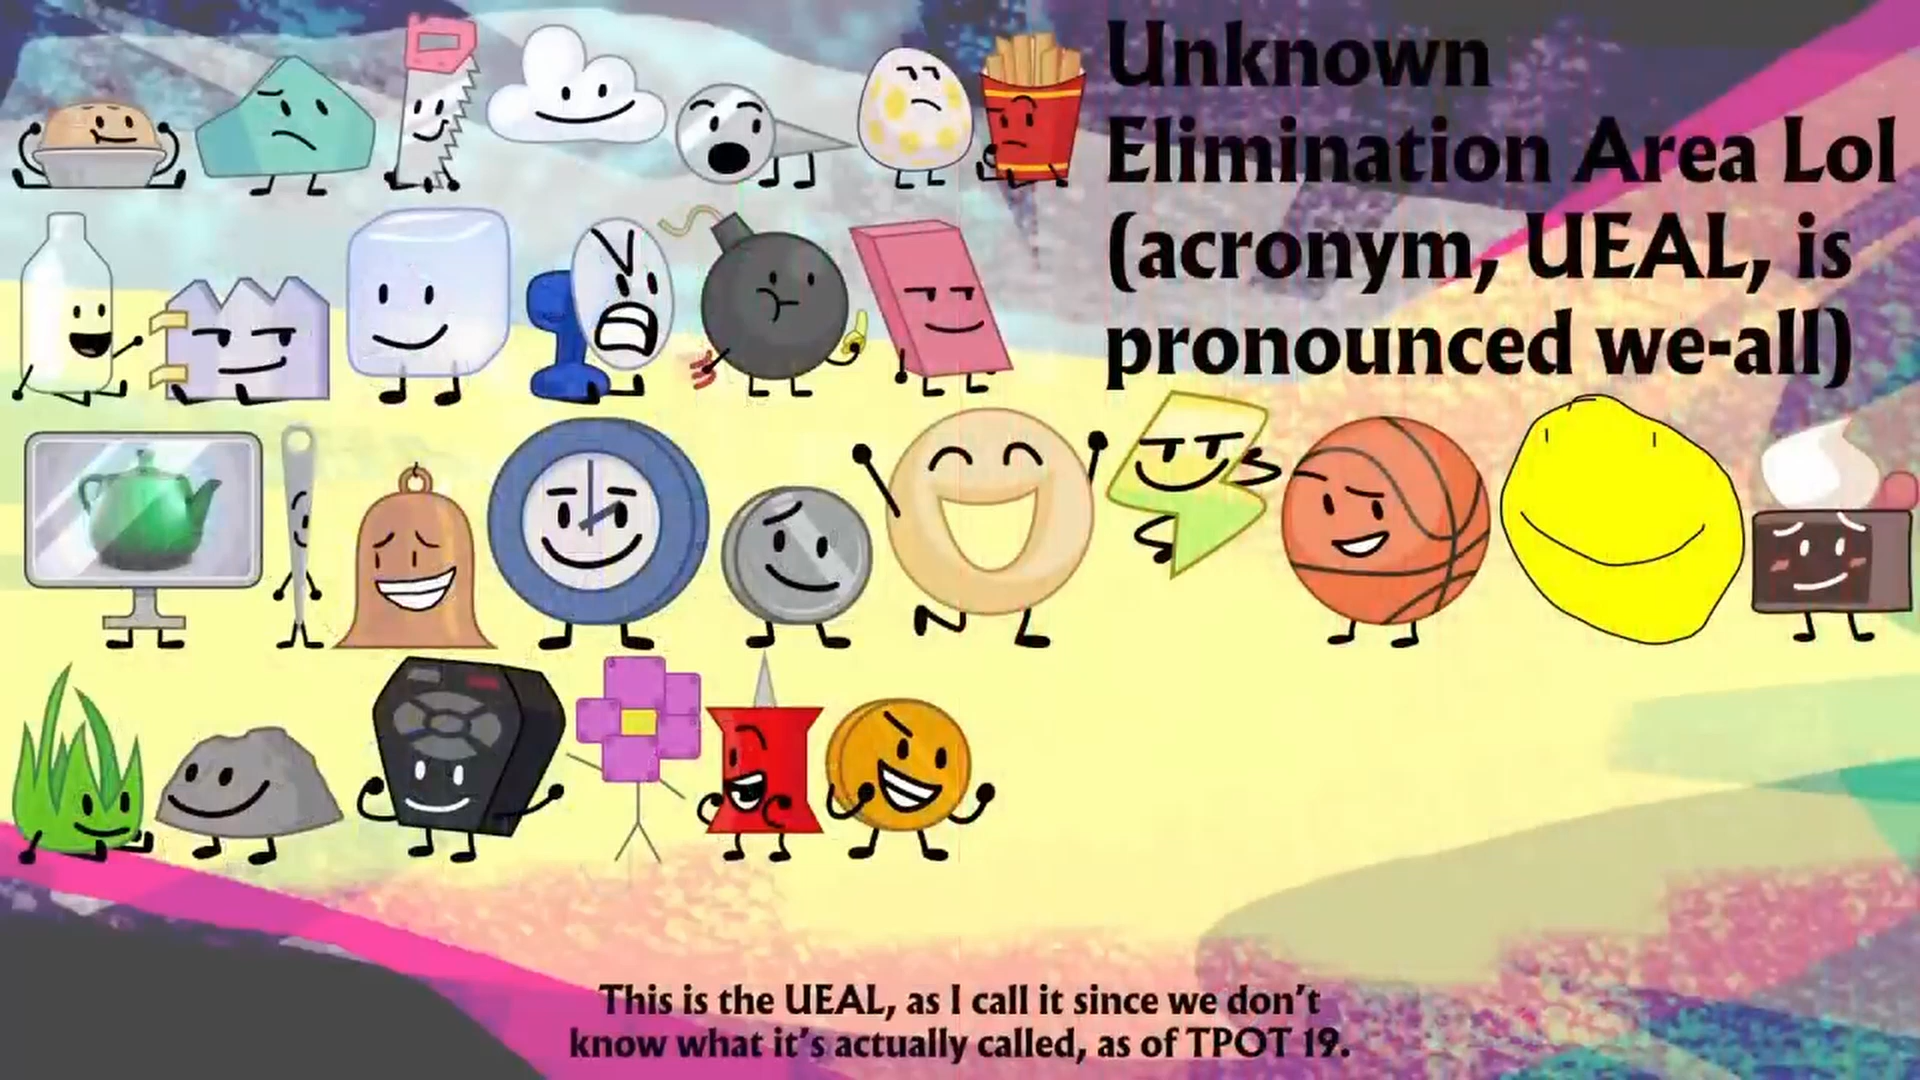 Unknown
Elimination Area Lol
(acronym, UEAL, is
pronounced we-all)
This is the UEAL, as I call it since we don't
know what it's actually called, as of TPOT 19.